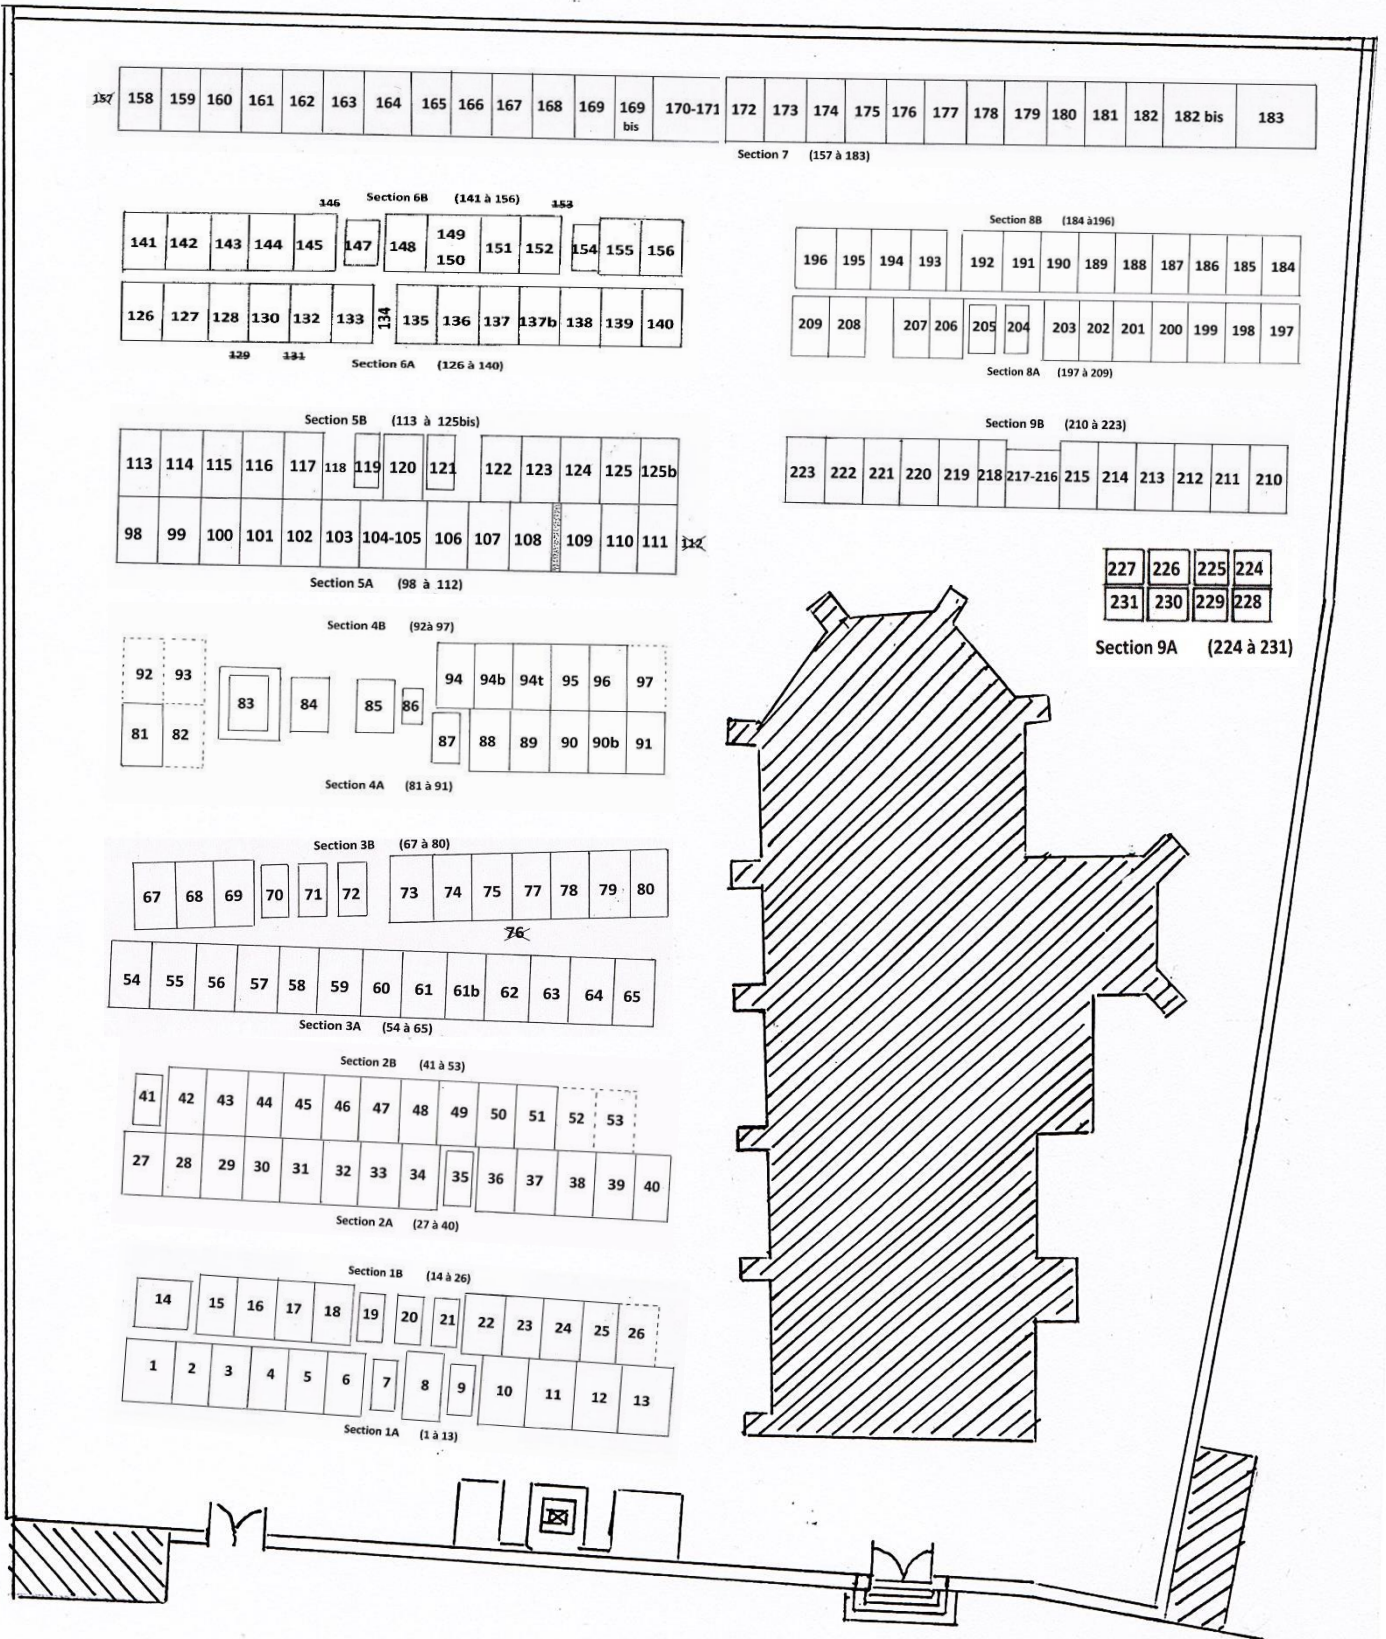 157 158 159 160 161 162 163 164 165 166 167 168 169 169 bis 170-171 172 173 174 175 176 177 178 179 180 181 182 182 bis 183
Section 7 (157 à 183)
Section 6B (141 à 156)
146 153
141 142 143 144 145 147 148 149 150 151 152 154 155 156
126 127 128 130 132 133 134 135 136 137 137b 138 139 140
129 131
Section 6A (126 à 140)
Section 8B (184 à196)
196 195 194 193 192 191 190 189 188 187 186 185 184
209 208 207 206 205 204 203 202 201 200 199 198 197
Section 8A (197 à 209)
Section 5B (113 à 125bis)
113 114 115 116 117 118 119 120 121 122 123 124 125 125b
98 99 100 101 102 103 104-105 106 107 108 109 110 111 112
Section 5A (98 à 112)
Section 9B (210 à 223)
223 222 221 220 219 218 217-216 215 214 213 212 211 210
227 226 225 224
231 230 229 228
Section 9A (224 à 231)
Section 4B (92à 97)
92 93 94 94b 94t 95 96 97
83 84 85 86
81 82 87 88 89 90 90b 91
Section 4A (81 à 91)
Section 3B (67 à 80)
67 68 69 70 71 72 73 74 75 77 78 79 80
76
54 55 56 57 58 59 60 61 61b 62 63 64 65
Section 3A (54 à 65)
Section 2B (41 à 53)
41 42 43 44 45 46 47 48 49 50 51 52 53
27 28 29 30 31 32 33 34 35 36 37 38 39 40
Section 2A (27 à 40)
Section 1B (14 à 26)
14 15 16 17 18 19 20 21 22 23 24 25 26
1 2 3 4 5 6 7 8 9 10 11 12 13
Section 1A (1 à 13)